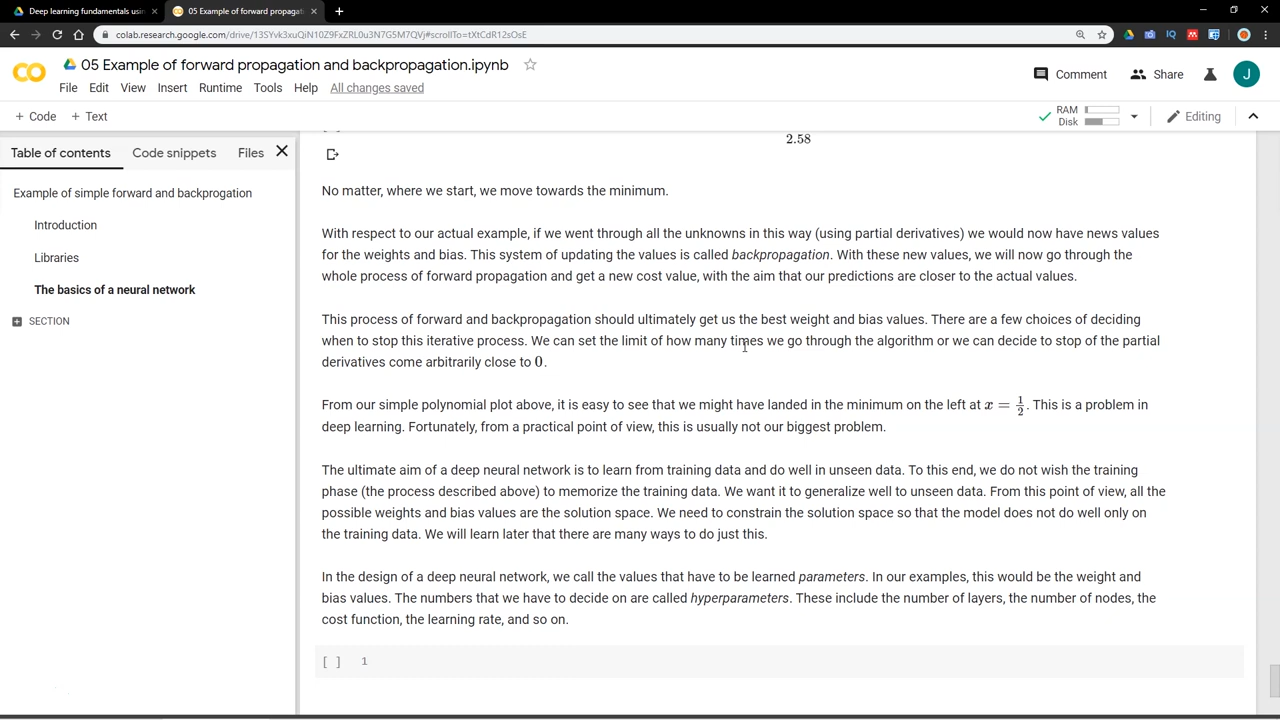 Deep learning fundamentals usin
05 Example of forward propagati
colab.research.google.com/drive/13SYvk3xuQiN10Z9FxZRL0u3N7G5M7QVj#scrollTo=tXtCdR12sOsE
05 Example of forward propagation and backpropagation.ipynb
Comment
Share
J
File Edit View Insert Runtime Tools Help All changes saved
+ Code + Text
RAM
Disk
Editing
Table of contents Code snippets Files
Example of simple forward and backprogation
Introduction
Libraries
The basics of a neural network
SECTION
2.58
No matter, where we start, we move towards the minimum.
With respect to our actual example, if we went through all the unknowns in this way (using partial derivatives) we would now have news values
for the weights and bias. This system of updating the values is called backpropagation. With these new values, we will now go through the
whole process of forward propagation and get a new cost value, with the aim that our predictions are closer to the actual values.
This process of forward and backpropagation should ultimately get us the best weight and bias values. There are a few choices of deciding
when to stop this iterative process. We can set the limit of how many times we go through the algorithm or we can decide to stop of the partial
derivatives come arbitrarily close to 0.
From our simple polynomial plot above, it is easy to see that we might have landed in the minimum on the left at x = 1/2. This is a problem in
deep learning. Fortunately, from a practical point of view, this is usually not our biggest problem.
The ultimate aim of a deep neural network is to learn from training data and do well in unseen data. To this end, we do not wish the training
phase (the process described above) to memorize the training data. We want it to generalize well to unseen data. From this point of view, all the
possible weights and bias values are the solution space. We need to constrain the solution space so that the model does not do well only on
the training data. We will learn later that there are many ways to do just this.
In the design of a deep neural network, we call the values that have to be learned parameters. In our examples, this would be the weight and
bias values. The numbers that we have to decide on are called hyperparameters. These include the number of layers, the number of nodes, the
cost function, the learning rate, and so on.
[ ] 1